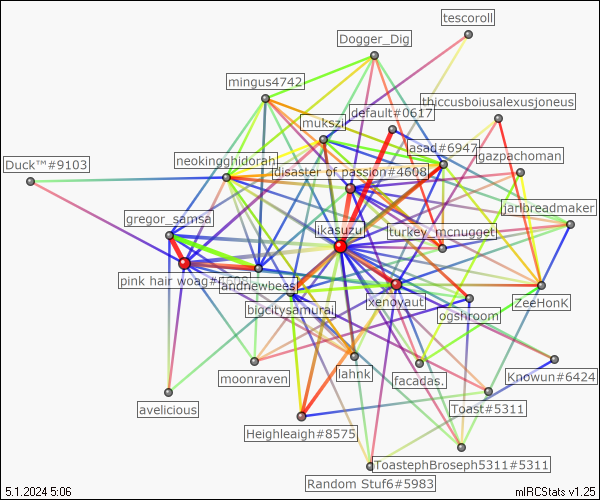 tescoroll
Dogger_Dig
mingus4742
thiccusboiusalexusjoneus
default#0617
mukszi
asad#6947
gazpachoman
neokingghidorah
Duck™#9103
disaster of passion#4608
jarlbreadmaker
gregor_samsa
jikasuzu
turkey_mcnugget
pink hair woag#
andnewbees
xenoyaut
ZeeHonK
bigcitysamurai
ogshroom
lahnk
moonraven
facadas.
Knowun#6424
avelicious
Toast#5311
Heighleaigh#8575
ToastephBroseph5311#5311
Random Stuf6#5983
5.1.2024 5:06
mIRCStats v1.25